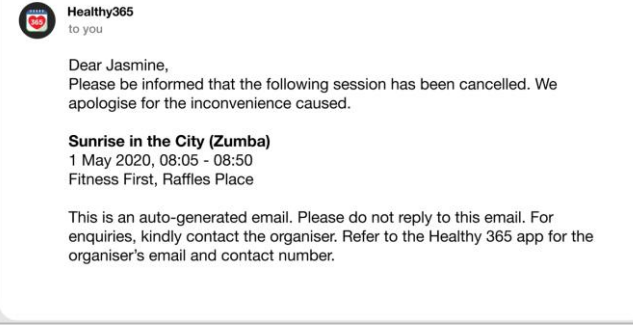 365
Healthy365
to you
Dear Jasmine,
Please be informed that the following session has been cancelled. We
apologise for the inconvenience caused.
Sunrise in the City (Zumba)
1 May 2020, 08:05 - 08:50
Fitness First, Raffles Place
This is an auto-generated email. Please do not reply to this email. For
enquiries, kindly contact the organiser. Refer to the Healthy 365 app for the
organiser's email and contact number.